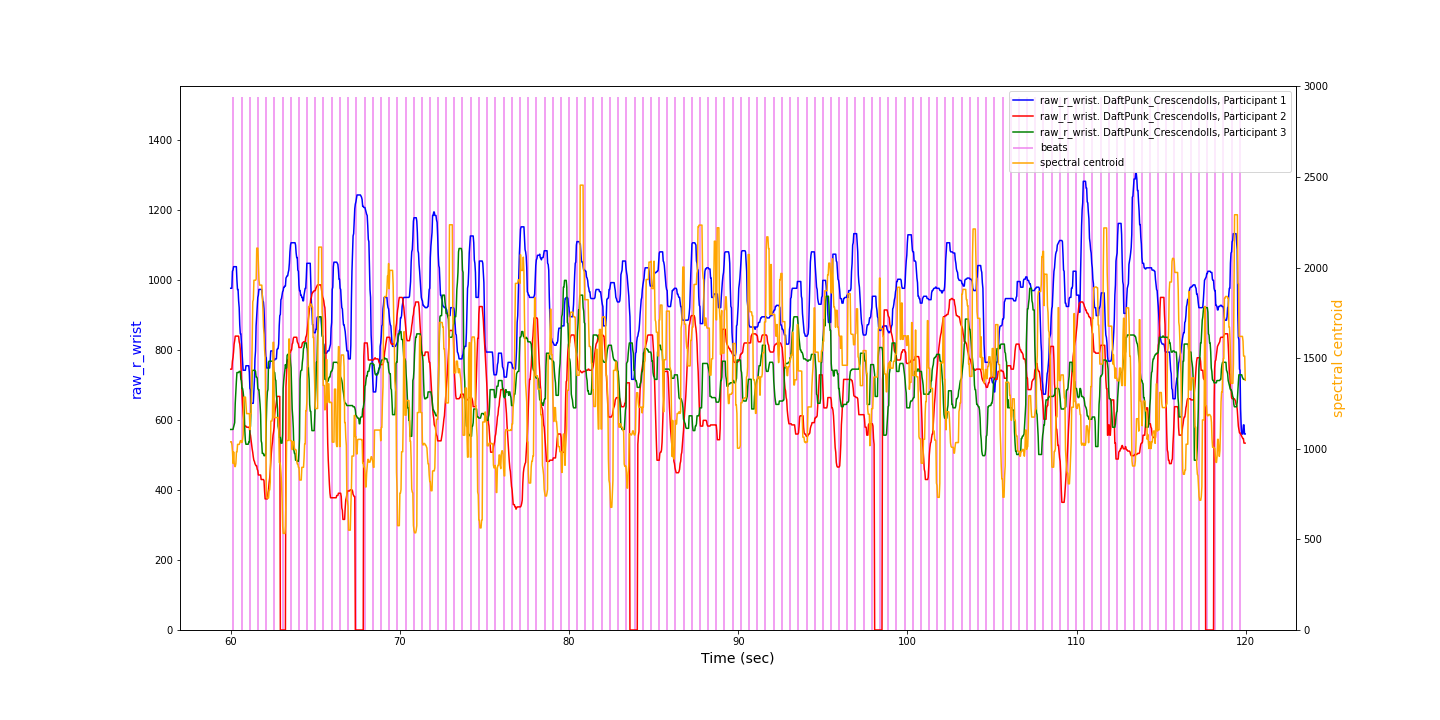 raw_r_wrist. DaftPunk_Crescendolls, Participant 1
raw_r_wrist. DaftPunk_Crescendolls, Participant 2
raw_r_wrist. DaftPunk_Crescendolls, Participant 3
beats
spectral centroid
raw_r_wrist
1400
1200
1000
800
600
400
200
0
3000
2500
2000
1500
1000
500
0
spectral centroid
60 70 80 90 100 110 120
Time (sec)